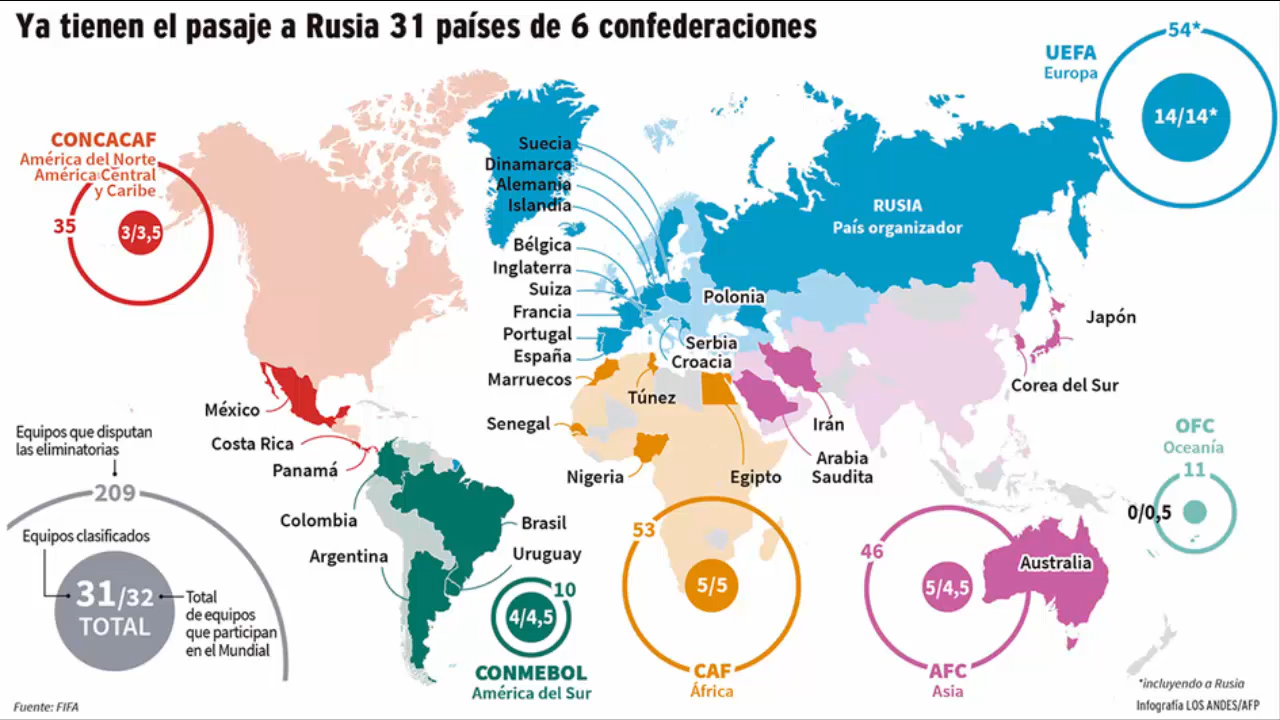 Ya tienen el pasaje a Rusia 31 países de 6 confederaciones
54*
UEFA
Europa
14/14*
CONCACAF
América del Norte
América Central
y Caribe
35
3/3,5
Suecia
Dinamarca
Alemania
Islandia
Bélgica
Inglaterra
Suiza
Francia
Portugal
España
Marruecos
RUSIA
País organizador
Polonia
Serbia
Croacia
Túnez
Senegal
Nigeria
Egipto
Japón
Corea del Sur
Irán
Arabia
Saudita
México
Costa Rica
Panamá
Colombia
Argentina
Brasil
Uruguay
Equipos que disputan
las eliminatorias
209
Equipos clasificados
31/32
TOTAL
Total
de equipos
que participan
en el Mundial
10
4/4,5
CONMEBOL
América del Sur
53
5/5
CAF
África
46
5/4,5
AFC
Asia
Australia
OFC
Oceanía
11
0/0,5
*incluyendo a Rusia
Fuente: FIFA
Infografía LOS ANDES/AFP